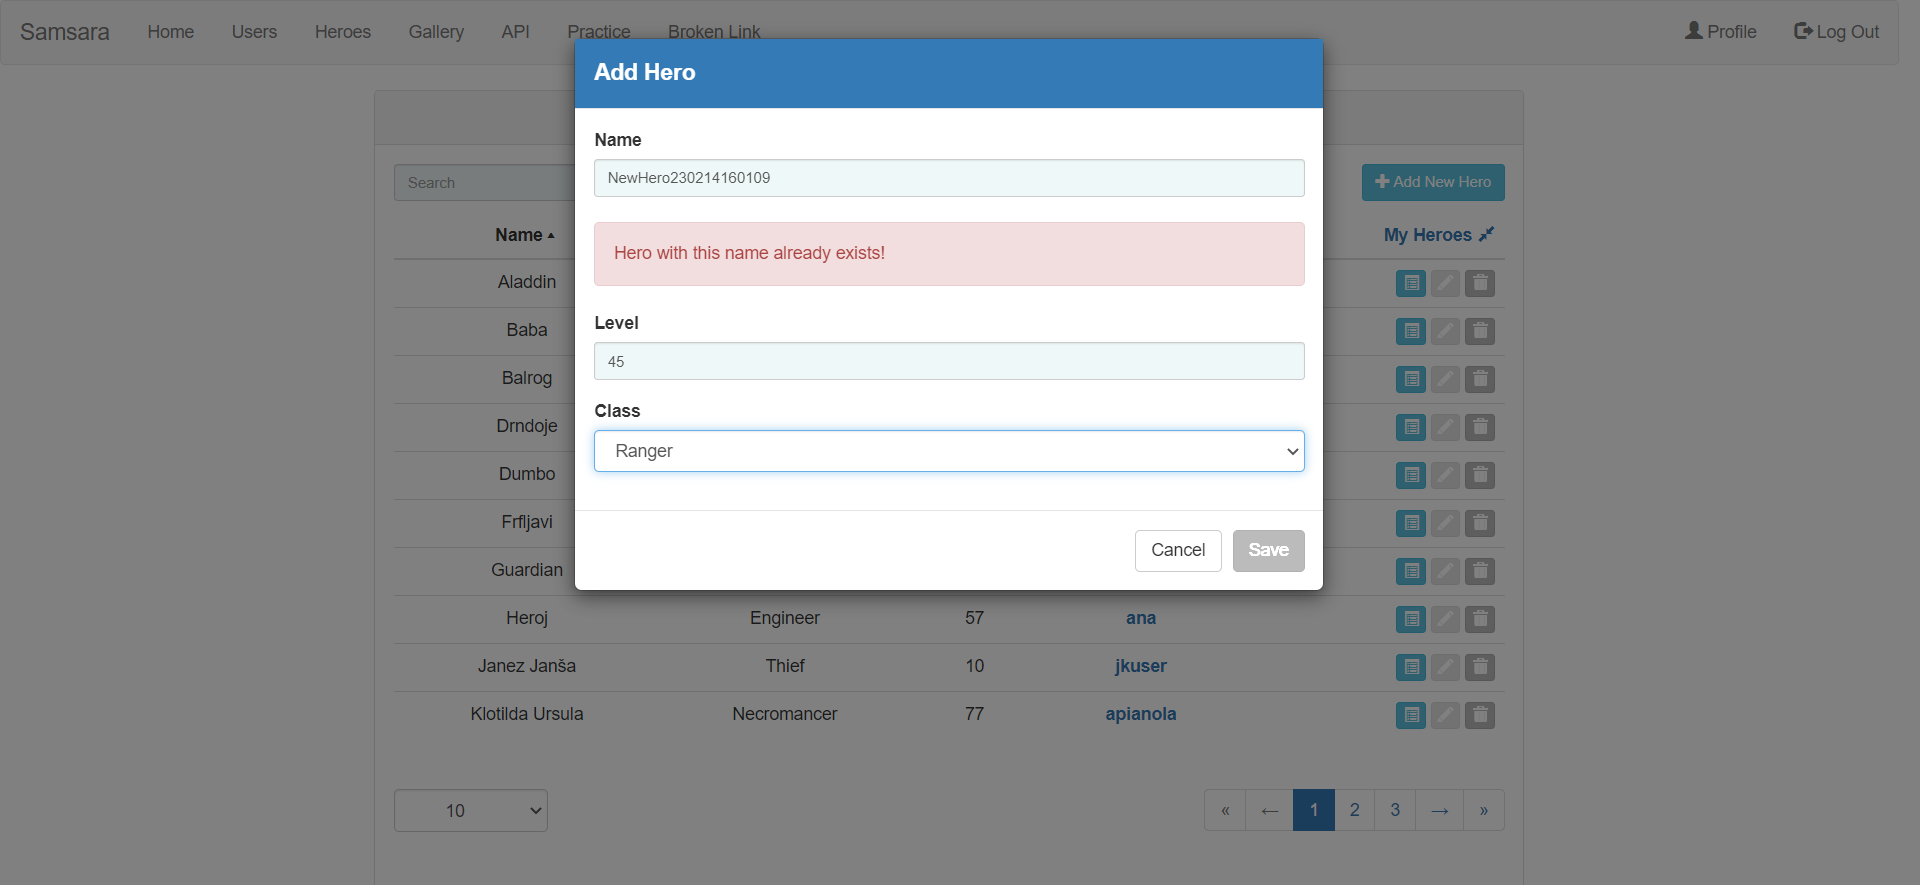 Samsara Home Users Heroes Gallery API Practice Broken Link Profile Log Out
Add Hero
Name
NewHero230214160109
Hero with this name already exists!
Level
45
Class
Ranger
Cancel Save
Search Add New Hero
Name My Heroes
Aladdin
Baba
Balrog
Drndoje
Dumbo
Frfljavi
Guardian
Heroj Engineer 57 ana
Janez Janša Thief 10 jkuser
Klotilda Ursula Necromancer 77 apianola
10 « ← 1 2 3 → »